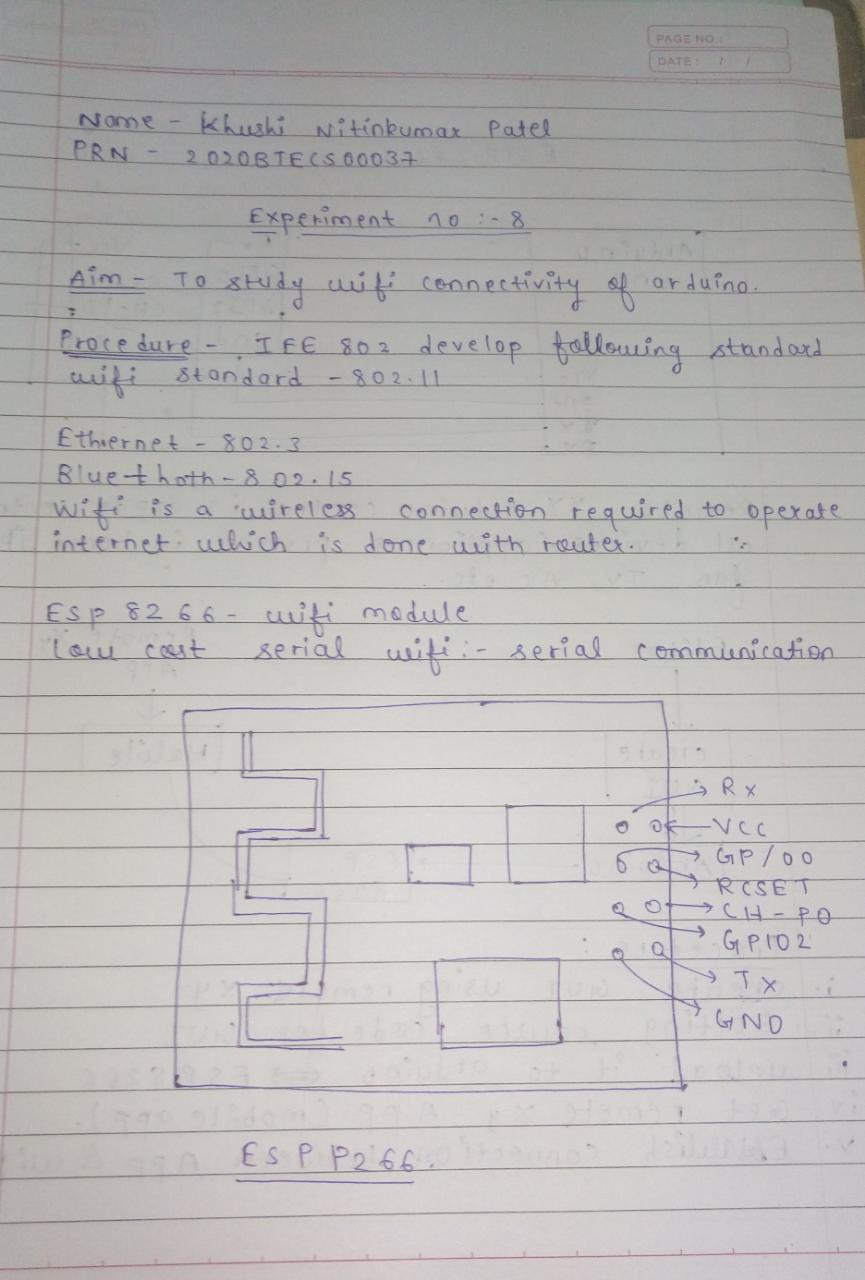 PAGE NO.:
DATE: / /
Name - Khushi Nitinkumar Patel
PRN - 2020BTECS00037
Experiment no :- 8
Aim - To study wifi connectivity of arduino.
Procedure - IEE 802 develop following standard
wifi standard - 802.11
Ethernet - 802.3
Bluethoth - 802.15
Wifi is a wireless connection required to operate
internet which is done with router.
ESP 8266 - wifi module
low cost serial wifi :- serial communication
Rx
VCC
GP/00
RCSET
CH-PO
GPIO2
Tx
GND
ESP P266.